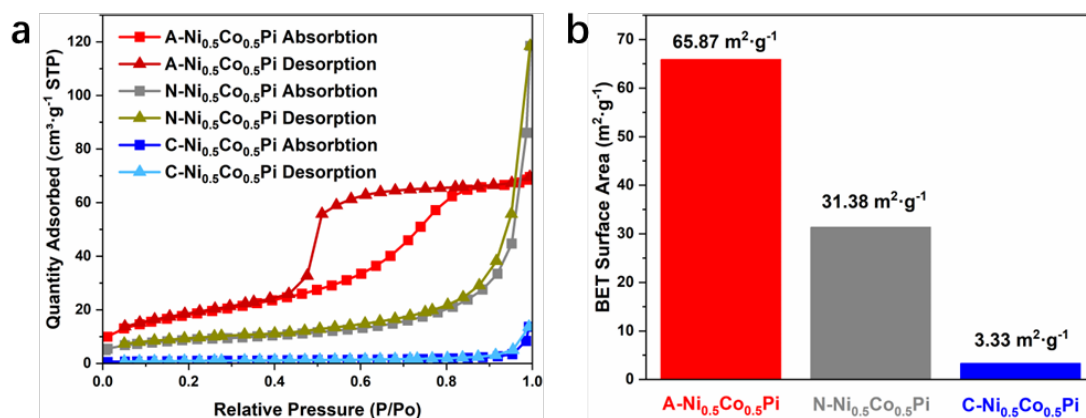 a
A-Ni0.5Co0.5Pi Absorbtion
A-Ni0.5Co0.5Pi Desorption
N-Ni0.5Co0.5Pi Absorbtion
N-Ni0.5Co0.5Pi Desorption
C-Ni0.5Co0.5Pi Absorbtion
C-Ni0.5Co0.5Pi Desorption
Quantity Adsorbed (cm³·g⁻¹ STP)
120
100
80
60
40
20
0
0.0 0.2 0.4 0.6 0.8 1.0
Relative Pressure (P/Po)
b
BET Surface Area (m²·g⁻¹)
70
60
50
40
30
20
10
0
65.87 m²·g⁻¹
31.38 m²·g⁻¹
3.33 m²·g⁻¹
A-Ni0.5Co0.5Pi N-Ni0.5Co0.5Pi C-Ni0.5Co0.5Pi